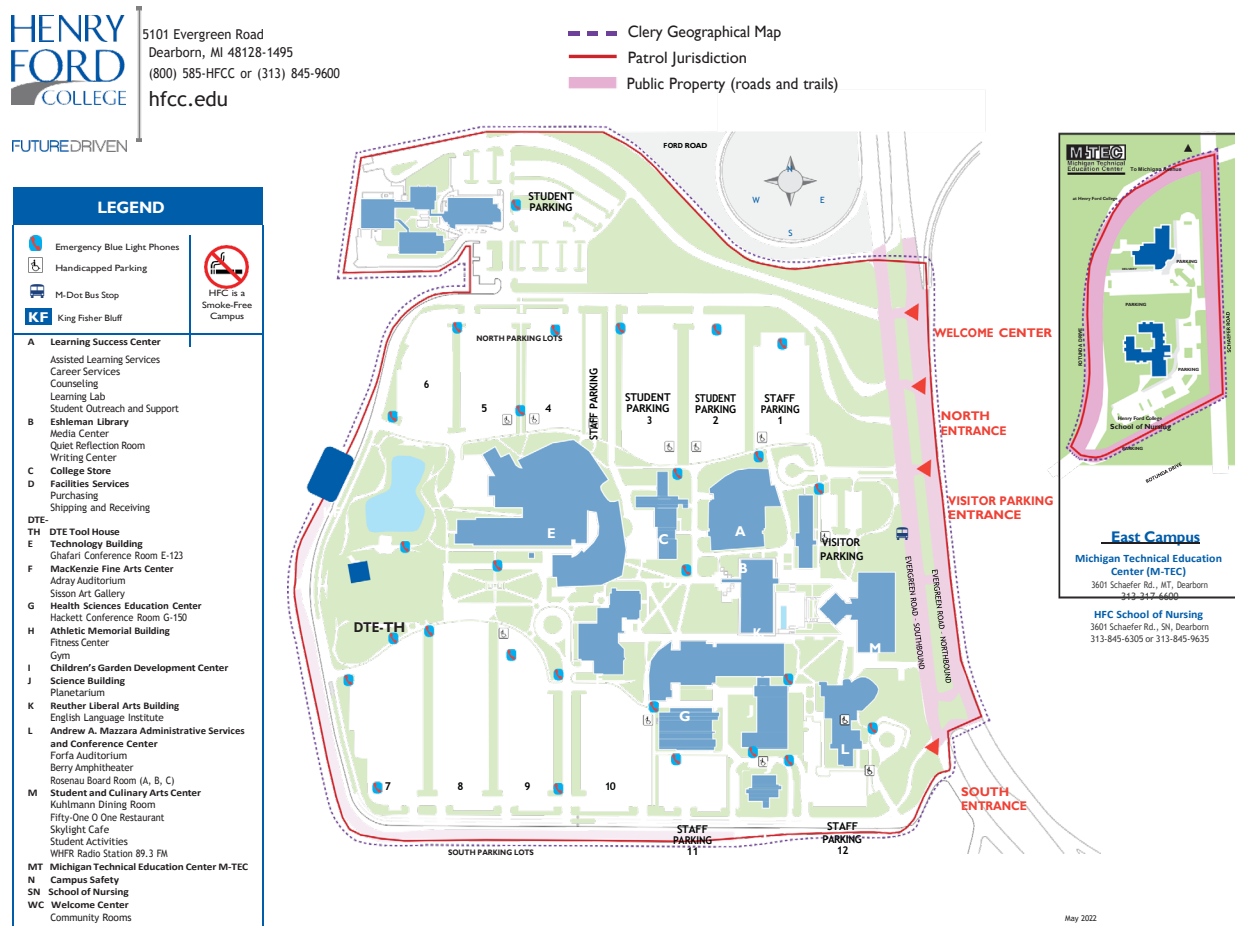 HENRY
FORD
COLLEGE
FUTUREDRIVEN
5101 Evergreen Road
Dearborn, MI 48128-1495
(800) 585-HFCC or (313) 845-9600
hfcc.edu
Clery Geographical Map
Patrol Jurisdiction
Public Property (roads and trails)
LEGEND
Emergency Blue Light Phones
Handicapped Parking
M-Dot Bus Stop
KF King Fisher Bluff
HFC is a
Smoke-Free
Campus
A Learning Success Center
Assisted Learning Services
Career Services
Counseling
Learning Lab
Student Outreach and Support
B Eshleman Library
Media Center
Quiet Reflection Room
Writing Center
C College Store
D Facilities Services
Purchasing
Shipping and Receiving
DTE-
TH DTE Tool House
E Technology Building
Ghafari Conference Room E-123
F MacKenzie Fine Arts Center
Adray Auditorium
Sisson Art Gallery
G Health Sciences Education Center
Hackett Conference Room G-150
H Athletic Memorial Building
Fitness Center
Gym
I Children's Garden Development Center
J Science Building
Planetarium
K Reuther Liberal Arts Building
English Language Institute
L Andrew A. Mazzara Administrative Services
and Conference Center
Forfa Auditorium
Berry Amphitheater
Rosenau Board Room (A, B, C)
M Student and Culinary Arts Center
Kuhlmann Dining Room
Fifty-One O One Restaurant
Skylight Cafe
Student Activities
WHFR Radio Station 89.3 FM
MT Michigan Technical Education Center M-TEC
N Campus Safety
SN School of Nursing
WC Welcome Center
Community Rooms
FORD ROAD
N
W E
S
STUDENT
PARKING
NORTH PARKING LOTS
6
5
4
STAFF PARKING
STUDENT
PARKING
3
STUDENT
PARKING
2
STAFF
PARKING
1
WELCOME CENTER
NORTH
ENTRANCE
VISITOR PARKING
ENTRANCE
E
C
A
VISITOR
PARKING
D
B
K
M
DTE-TH
EVERGREEN ROAD - SOUTHBOUND
EVERGREEN ROAD - NORTHBOUND
F
G
J
L
7
8
9
10
SOUTH
ENTRANCE
STAFF
PARKING
11
STAFF
PARKING
12
SOUTH PARKING LOTS
M-TEC
Michigan Technical
Education Center
To Michigan Avenue
at Henry Ford College
PARKING
PARKING
ROTUNDA DRIVE
SCHAEFER ROAD
PARKING
Henry Ford College
School of Nursing
PARKING
ROTUNDA DRIVE
East Campus
Michigan Technical Education
Center (M-TEC)
3601 Schaefer Rd., MT, Dearborn
313-317-6600
HFC School of Nursing
3601 Schaefer Rd., SN, Dearborn
313-845-6305 or 313-845-9635
May 2022